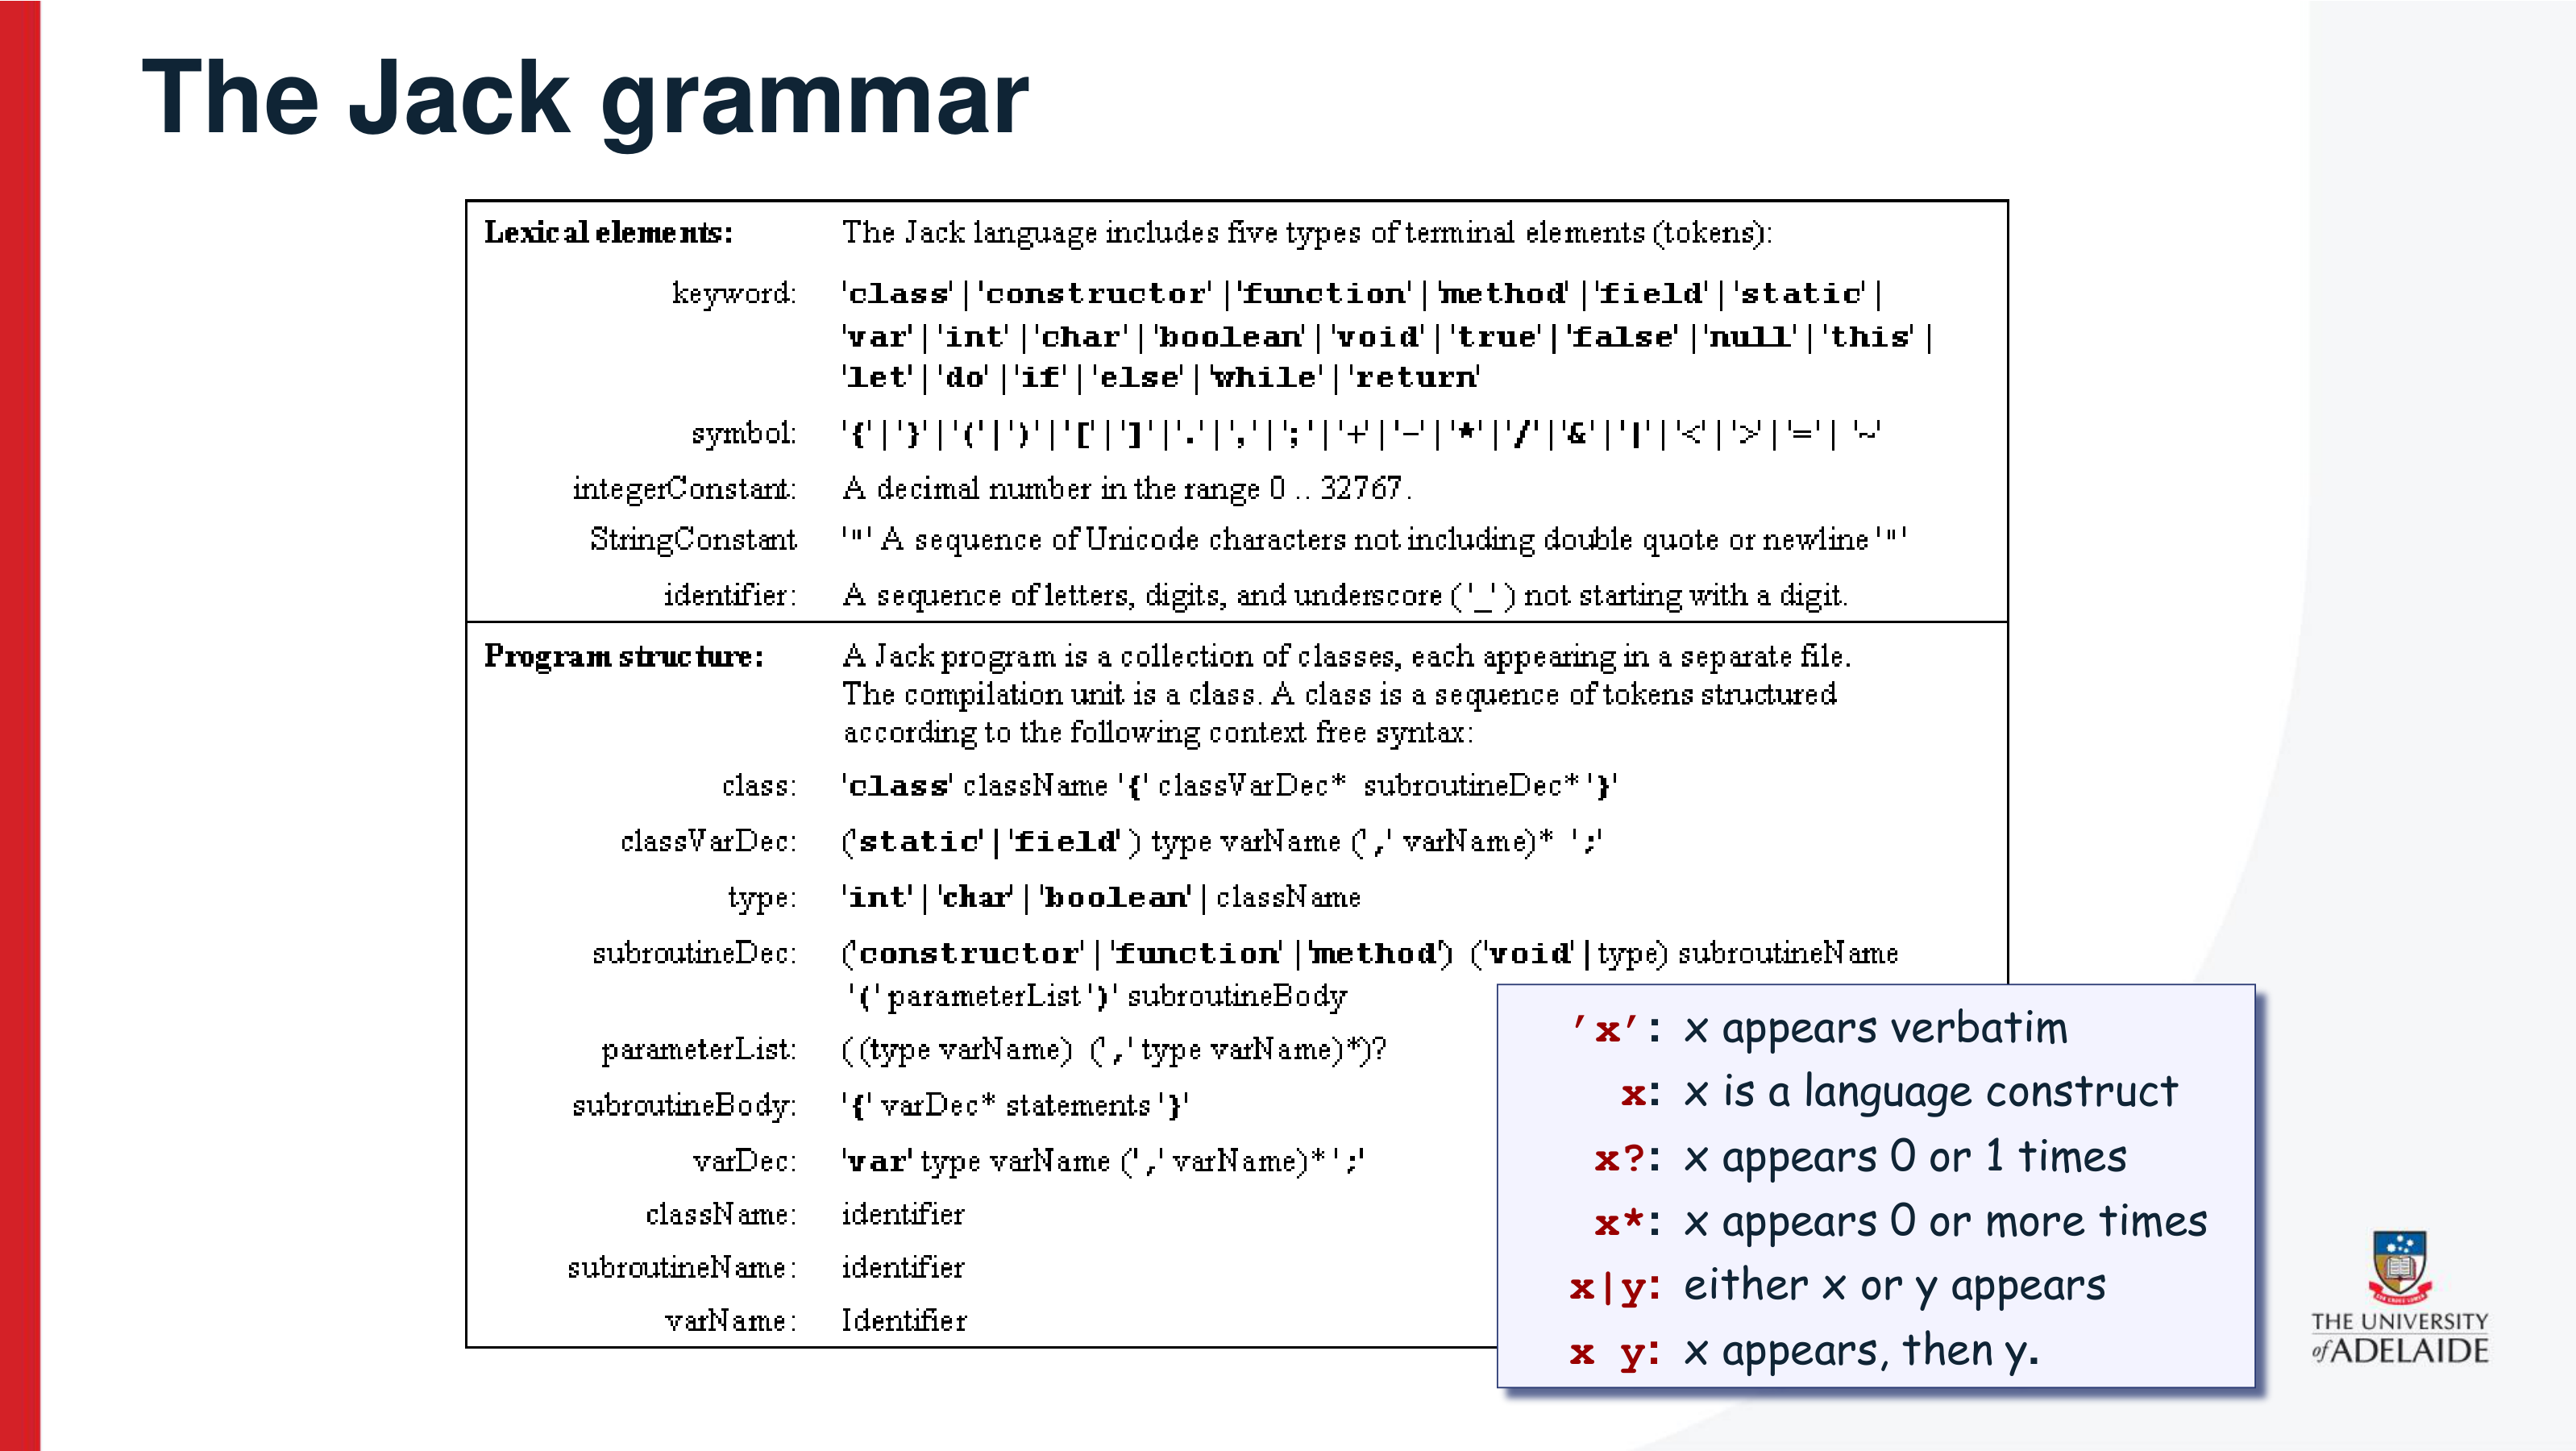 The Jack grammar
Lexical elements: The Jack language includes five types of terminal elements (tokens):
keyword: 'class' | 'constructor' | 'function' | 'method' | 'field' | 'static' |
'var' | 'int' | 'char' | 'boolean' | 'void' | 'true' | 'false' | 'null' | 'this' |
'let' | 'do' | 'if' | 'else' | 'while' | 'return'
symbol: '{' | '}' | '(' | ')' | '[' | ']' | '.' | ',' | ';' | '+' | '-' | '*' | '/' | '&' | '|' | '<' | '>' | '=' | '~'
integerConstant: A decimal number in the range 0 .. 32767.
StringConstant '"' A sequence of Unicode characters not including double quote or newline '"'
identifier: A sequence of letters, digits, and underscore ( '_' ) not starting with a digit.
Program structure: A Jack program is a collection of classes, each appearing in a separate file.
The compilation unit is a class. A class is a sequence of tokens structured
according to the following context free syntax:
class: 'class' className '{' classVarDec* subroutineDec* '}'
classVarDec: ('static' | 'field' ) type varName (',' varName)* ';'
type: 'int' | 'char' | 'boolean' | className
subroutineDec: ('constructor' | 'function' | 'method') ('void' | type) subroutineName
'(' parameterList ')' subroutineBody
parameterList: ( (type varName) (',' type varName)*)?
subroutineBody: '{' varDec* statements '}'
varDec: 'var' type varName (',' varName)* ';'
className: identifier
subroutineName: identifier
varName: Identifier
'x': x appears verbatim
x: x is a language construct
x?: x appears 0 or 1 times
x*: x appears 0 or more times
x|y: either x or y appears
x y: x appears, then y.
THE UNIVERSITY
of ADELAIDE